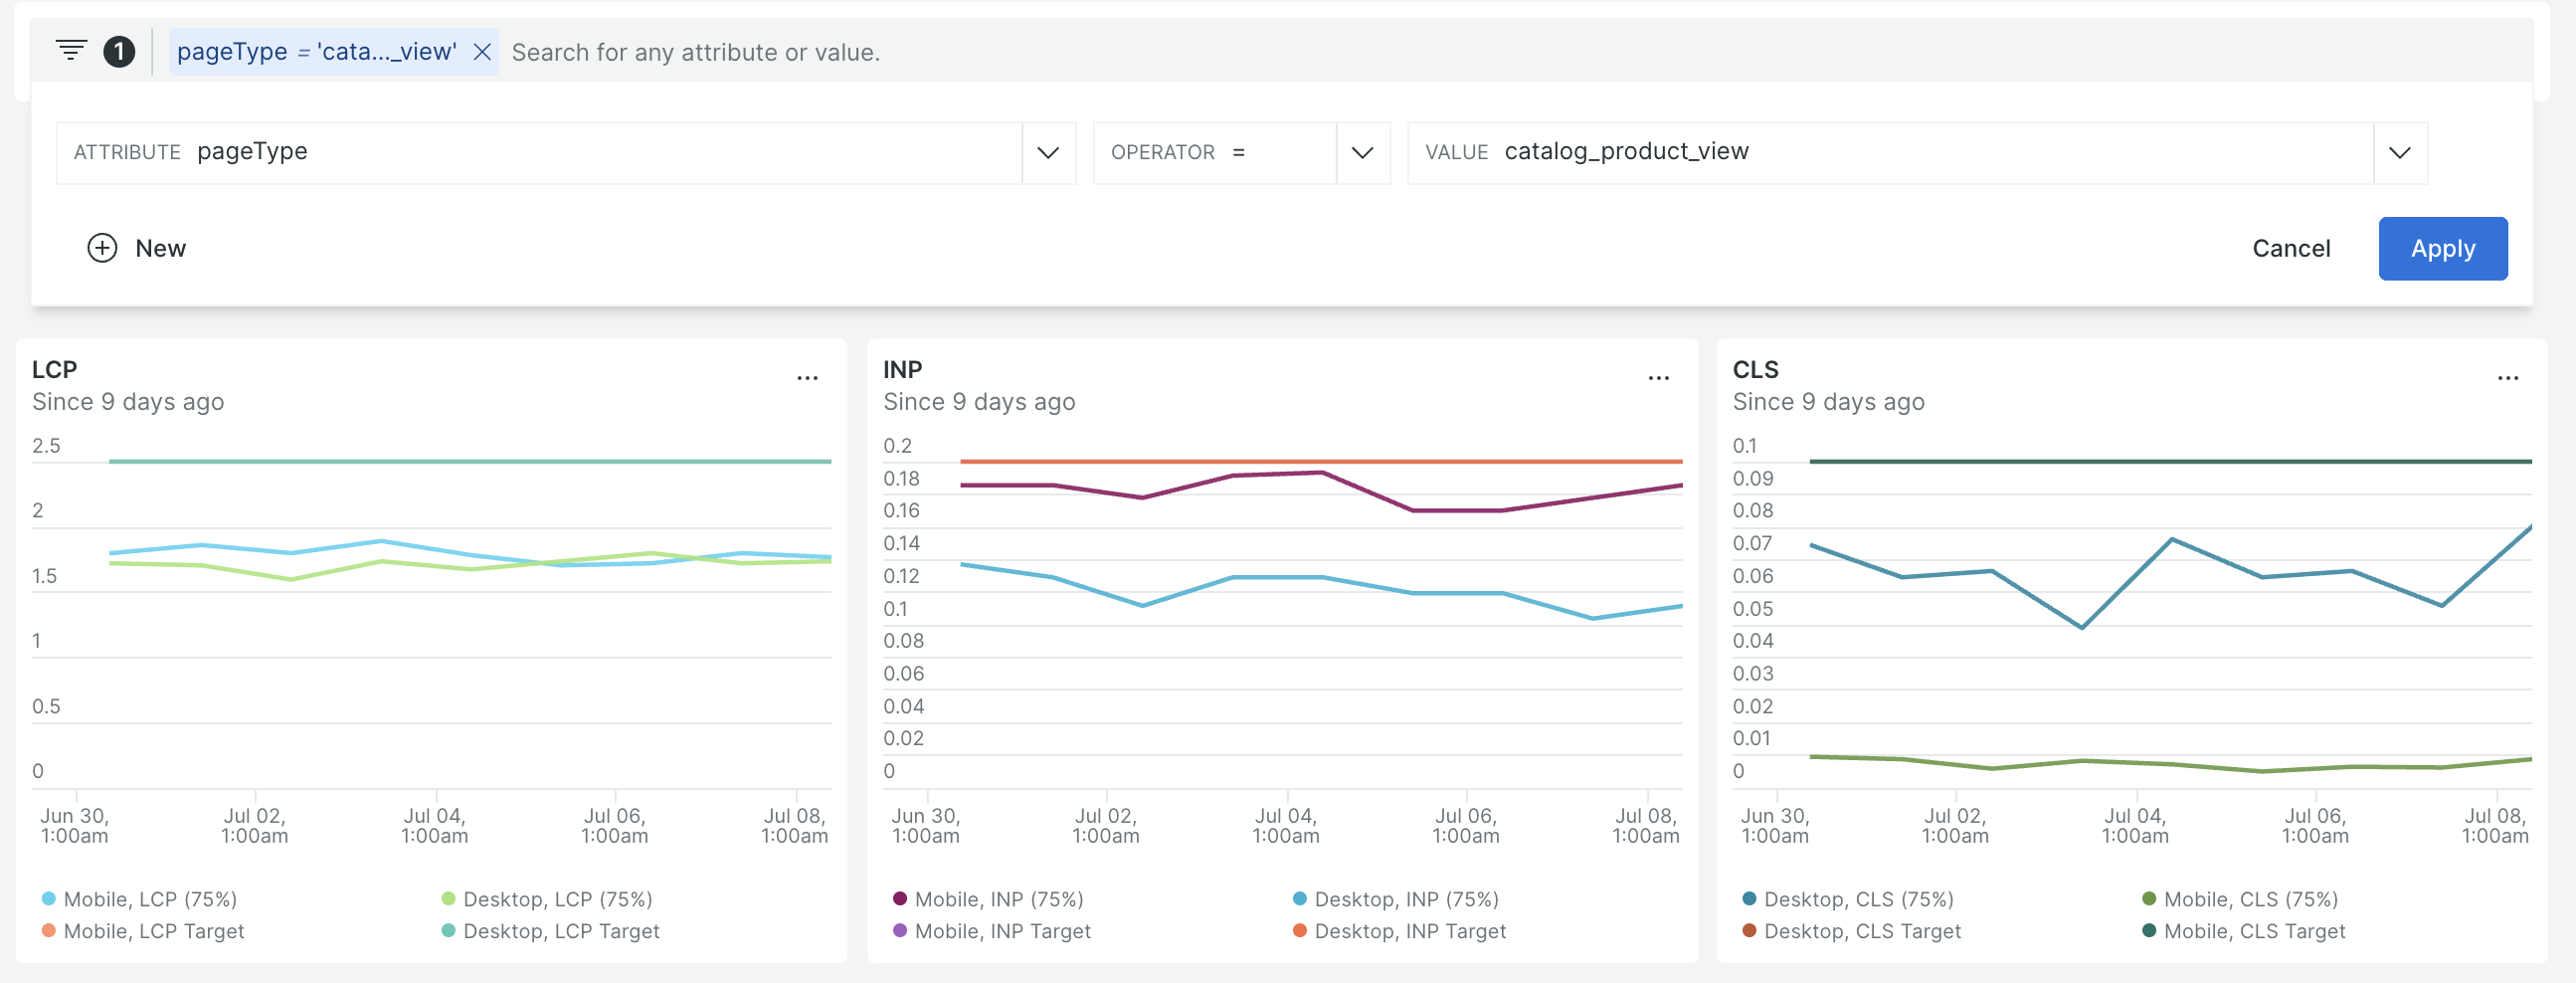 1 pageType = 'cata..._view' Search for any attribute or value.
ATTRIBUTE pageType OPERATOR = VALUE catalog_product_view
New Cancel Apply
LCP
Since 9 days ago
2.5
2
1.5
1
0.5
0
Jun 30, 1:00am
Jul 02, 1:00am
Jul 04, 1:00am
Jul 06, 1:00am
Jul 08, 1:00am
Mobile, LCP (75%) Desktop, LCP (75%)
Mobile, LCP Target Desktop, LCP Target
INP
Since 9 days ago
0.2
0.18
0.16
0.14
0.12
0.1
0.08
0.06
0.04
0.02
0
Jun 30, 1:00am
Jul 02, 1:00am
Jul 04, 1:00am
Jul 06, 1:00am
Jul 08, 1:00am
Mobile, INP (75%) Desktop, INP (75%)
Mobile, INP Target Desktop, INP Target
CLS
Since 9 days ago
0.1
0.09
0.08
0.07
0.06
0.05
0.04
0.03
0.02
0.01
0
Jun 30, 1:00am
Jul 02, 1:00am
Jul 04, 1:00am
Jul 06, 1:00am
Jul 08, 1:00am
Desktop, CLS (75%) Mobile, CLS (75%)
Desktop, CLS Target Mobile, CLS Target